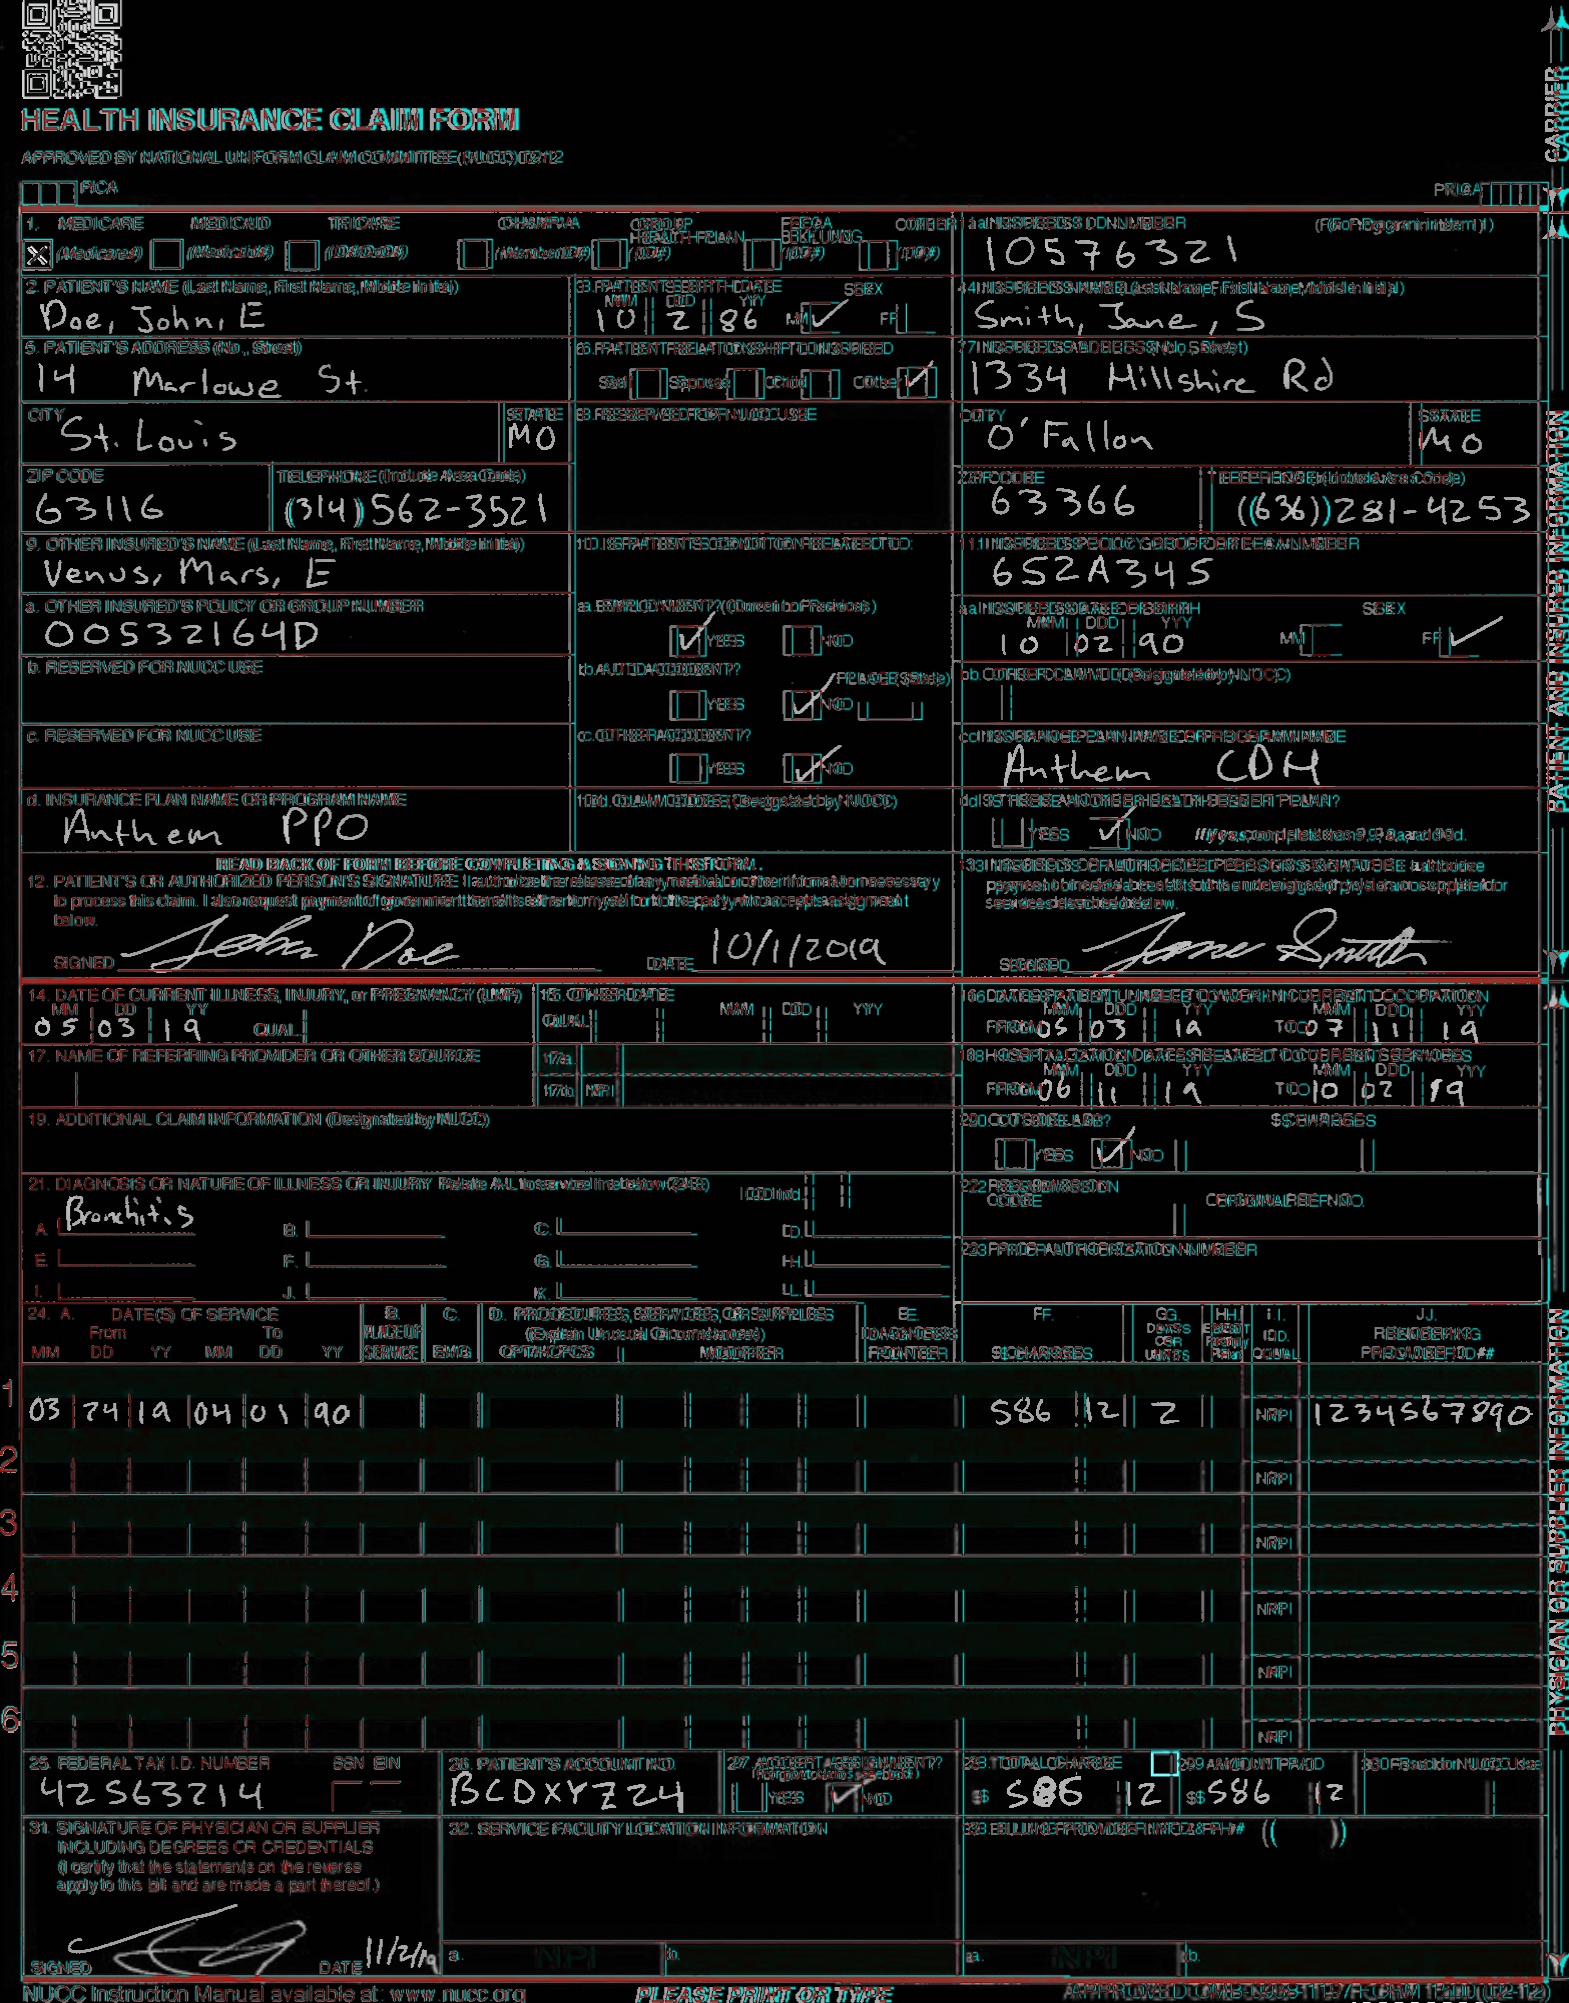 HEALTH INSURANCE CLAIM FORM
APPROVED BY NATIONAL UNIFORM CLAIM COMMITTEE (NUCC) 02/12
CARRIER
PICA PICA
1. MEDICARE MEDICAID TRICARE CHAMPVA GROUP HEALTH PLAN FECA BLK LUNG OTHER
(Medicare#) (Medicaid#) (ID#/DoD#) (Member ID#) (ID#) (ID#) (ID#)
1a. INSURED'S I.D. NUMBER (For Program in Item 1)
10576321
2. PATIENT'S NAME (Last Name, First Name, Middle Initial)
Doe, John, E
3. PATIENT'S BIRTH DATE SEX
MM DD YY
10 2 86 M F
4. INSURED'S NAME (Last Name, First Name, Middle Initial)
Smith, Jane, S
5. PATIENT'S ADDRESS (No., Street)
14 Marlowe St.
6. PATIENT RELATIONSHIP TO INSURED
Self Spouse Child Other
7. INSURED'S ADDRESS (No., Street)
1334 Hillshire Rd
CITY STATE
St. Louis MO
8. RESERVED FOR NUCC USE
CITY STATE
O'Fallon MO
ZIP CODE TELEPHONE (Include Area Code)
63116 (314) 562-3521
ZIP CODE TELEPHONE (Include Area Code)
63366 (636) 281-4253
9. OTHER INSURED'S NAME (Last Name, First Name, Middle Initial)
Venus, Mars, E
10. IS PATIENT'S CONDITION RELATED TO:
11. INSURED'S POLICY GROUP OR FECA NUMBER
652A345
a. OTHER INSURED'S POLICY OR GROUP NUMBER
00532164D
a. EMPLOYMENT? (Current or Previous)
YES NO
a. INSURED'S DATE OF BIRTH SEX
MM DD YY
10 02 90 M F
b. RESERVED FOR NUCC USE
b. AUTO ACCIDENT? PLACE (State)
YES NO
b. OTHER CLAIM ID (Designated by NUCC)
c. RESERVED FOR NUCC USE
c. OTHER ACCIDENT?
YES NO
c. INSURANCE PLAN NAME OR PROGRAM NAME
Anthem CDH
d. INSURANCE PLAN NAME OR PROGRAM NAME
Anthem PPO
10d. CLAIM CODES (Designated by NUCC)
d. IS THERE ANOTHER HEALTH BENEFIT PLAN?
YES NO If yes, complete items 9, 9a, and 9d.
READ BACK OF FORM BEFORE COMPLETING & SIGNING THIS FORM.
12. PATIENT'S OR AUTHORIZED PERSON'S SIGNATURE I authorize the release of any medical or other information necessary
to process this claim. I also request payment of government benefits either to myself or to the party who accepts assignment
below.
SIGNED John Doe DATE 10/1/2019
13. INSURED'S OR AUTHORIZED PERSON'S SIGNATURE I authorize
payment of medical benefits to the undersigned physician or supplier for
services described below.
SIGNED Jane Smith
PATIENT AND INSURED INFORMATION
14. DATE OF CURRENT ILLNESS, INJURY, or PREGNANCY (LMP)
MM DD YY
05 03 19 QUAL.
15. OTHER DATE
QUAL. MM DD YY
16. DATES PATIENT UNABLE TO WORK IN CURRENT OCCUPATION
MM DD YY MM DD YY
FROM 05 03 19 TO 07 11 19
17. NAME OF REFERRING PROVIDER OR OTHER SOURCE
17a.
17b. NPI
18. HOSPITALIZATION DATES RELATED TO CURRENT SERVICES
MM DD YY MM DD YY
FROM 06 11 19 TO 10 02 19
19. ADDITIONAL CLAIM INFORMATION (Designated by NUCC)
20. OUTSIDE LAB? $ CHARGES
YES NO
21. DIAGNOSIS OR NATURE OF ILLNESS OR INJURY Relate A-L to service line below (24E) ICD Ind.
A. Bronchitis B. C. D.
E. F. G. H.
I. J. K. L.
22. RESUBMISSION CODE ORIGINAL REF. NO.
23. PRIOR AUTHORIZATION NUMBER
24. A. DATE(S) OF SERVICE B. C. D. PROCEDURES, SERVICES, OR SUPPLIES E. F. G. H. I. J.
From To PLACE OF (Explain Unusual Circumstances) DIAGNOSIS DAYS OR UNITS EPSDT Family Plan ID. RENDERING
MM DD YY MM DD YY SERVICE EMG CPT/HCPCS MODIFIER POINTER $ CHARGES QUAL. PROVIDER ID. #
1 03 24 19 04 01 90 586 12 2 NPI 1234567890
2 NPI
3 NPI
4 NPI
5 NPI
6 NPI
PHYSICIAN OR SUPPLIER INFORMATION
25. FEDERAL TAX I.D. NUMBER SSN EIN
42563214
26. PATIENT'S ACCOUNT NO.
BCDXYZ24
27. ACCEPT ASSIGNMENT?
(For govt. claims, see back)
YES NO
28. TOTAL CHARGE
$ 586 12
29. AMOUNT PAID
$ 586 12
30. Rsvd for NUCC Use
31. SIGNATURE OF PHYSICIAN OR SUPPLIER
INCLUDING DEGREES OR CREDENTIALS
(I certify that the statements on the reverse
apply to this bill and are made a part thereof.)
SIGNED DATE 11/2/19
32. SERVICE FACILITY LOCATION INFORMATION
a. NPI b.
33. BILLING PROVIDER INFO & PH # ( )
a. NPI b.
NUCC Instruction Manual available at: www.nucc.org
PLEASE PRINT OR TYPE
APPROVED OMB-0938-1197 FORM 1500 (02-12)